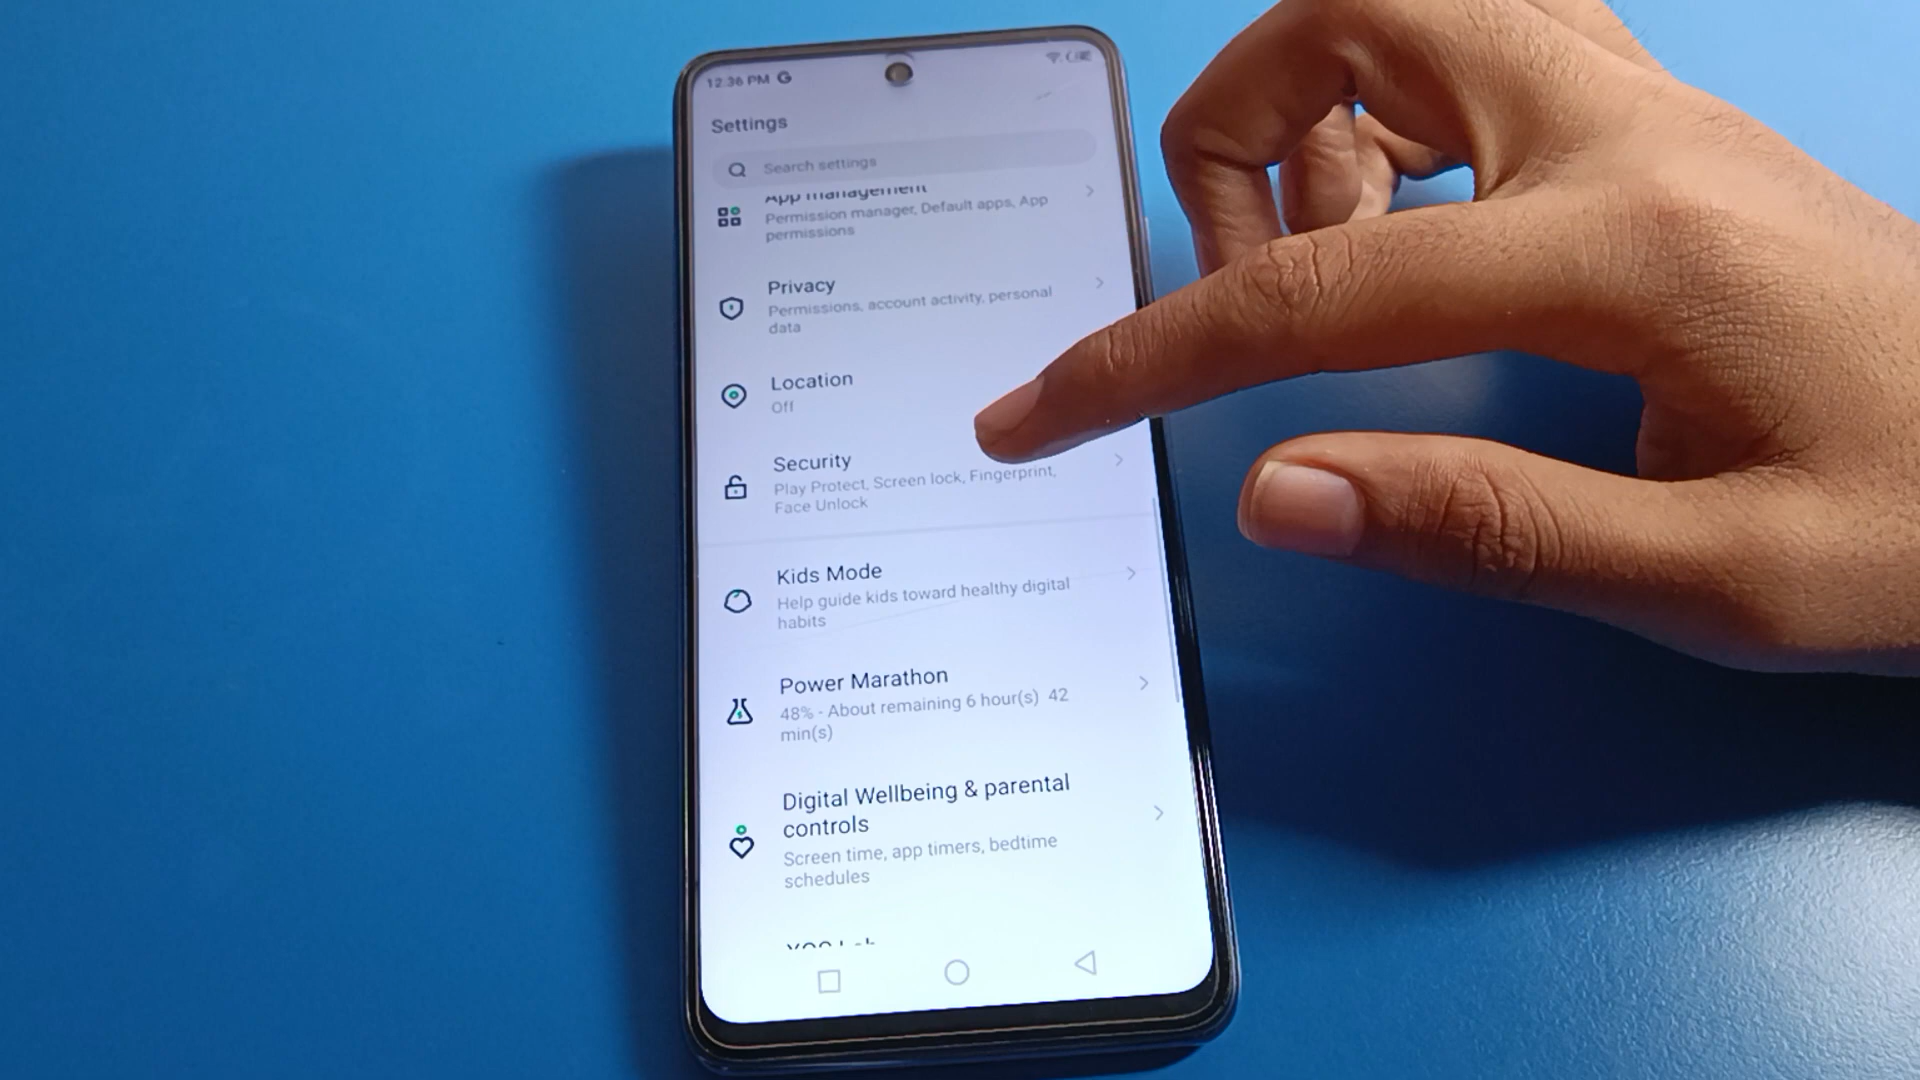 12:36 PM G
Settings
Search settings
App management
Permission manager, Default apps, App
permissions
Privacy
Permissions, account activity, personal
data
Location
Off
Security
Play Protect, Screen lock, Fingerprint,
Face Unlock
Kids Mode
Help guide kids toward healthy digital
habits
Power Marathon
48% - About remaining 6 hour(s) 42
min(s)
Digital Wellbeing & parental
controls
Screen time, app timers, bedtime
schedules